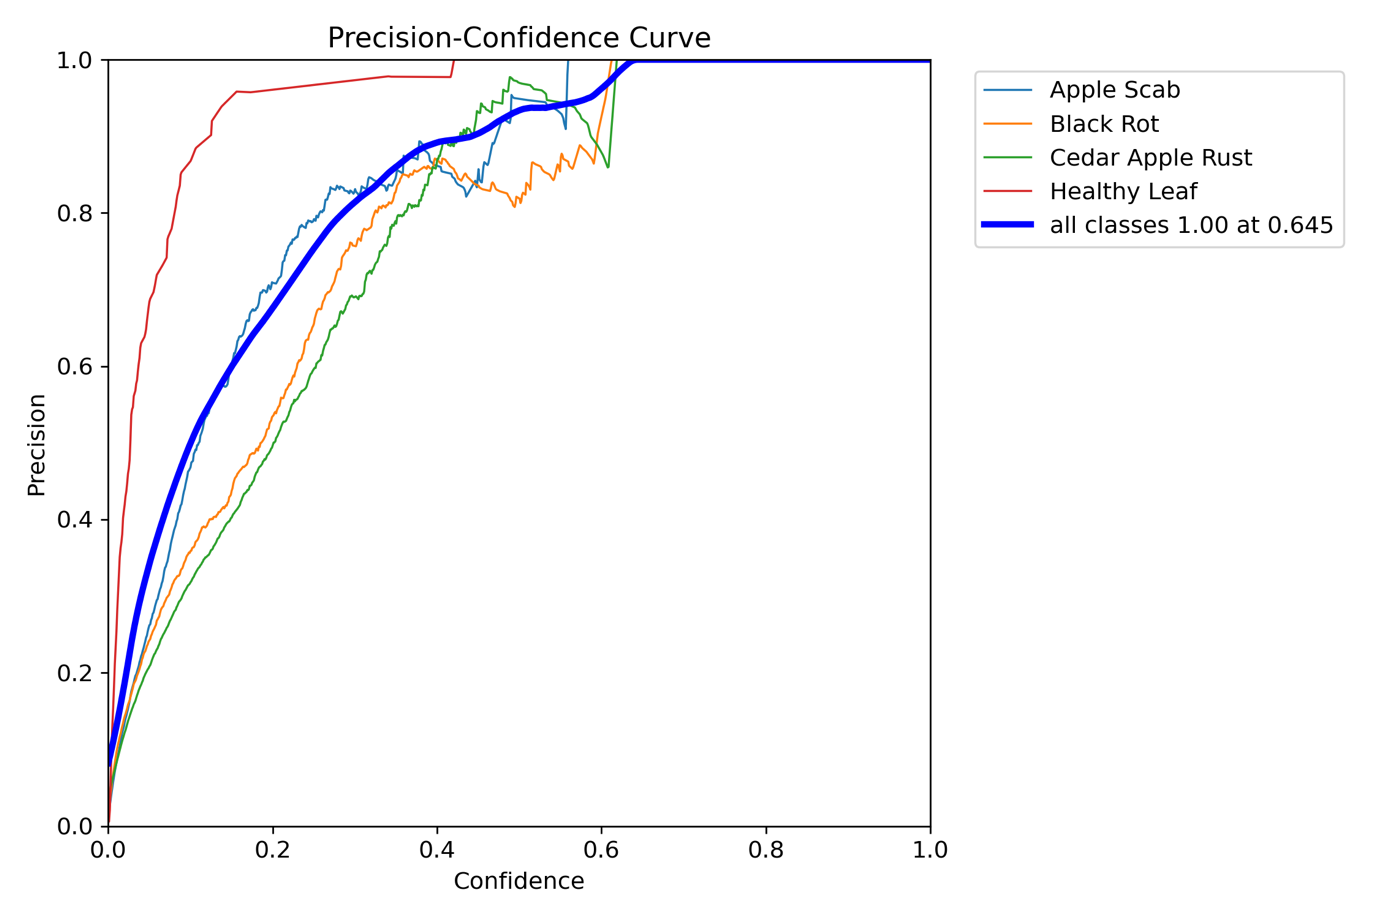 Precision-Confidence Curve
1.0
0.8
0.6
0.4
0.2
0.0
Precision
0.0 0.2 0.4 0.6 0.8 1.0
Confidence
Apple Scab
Black Rot
Cedar Apple Rust
Healthy Leaf
all classes 1.00 at 0.645